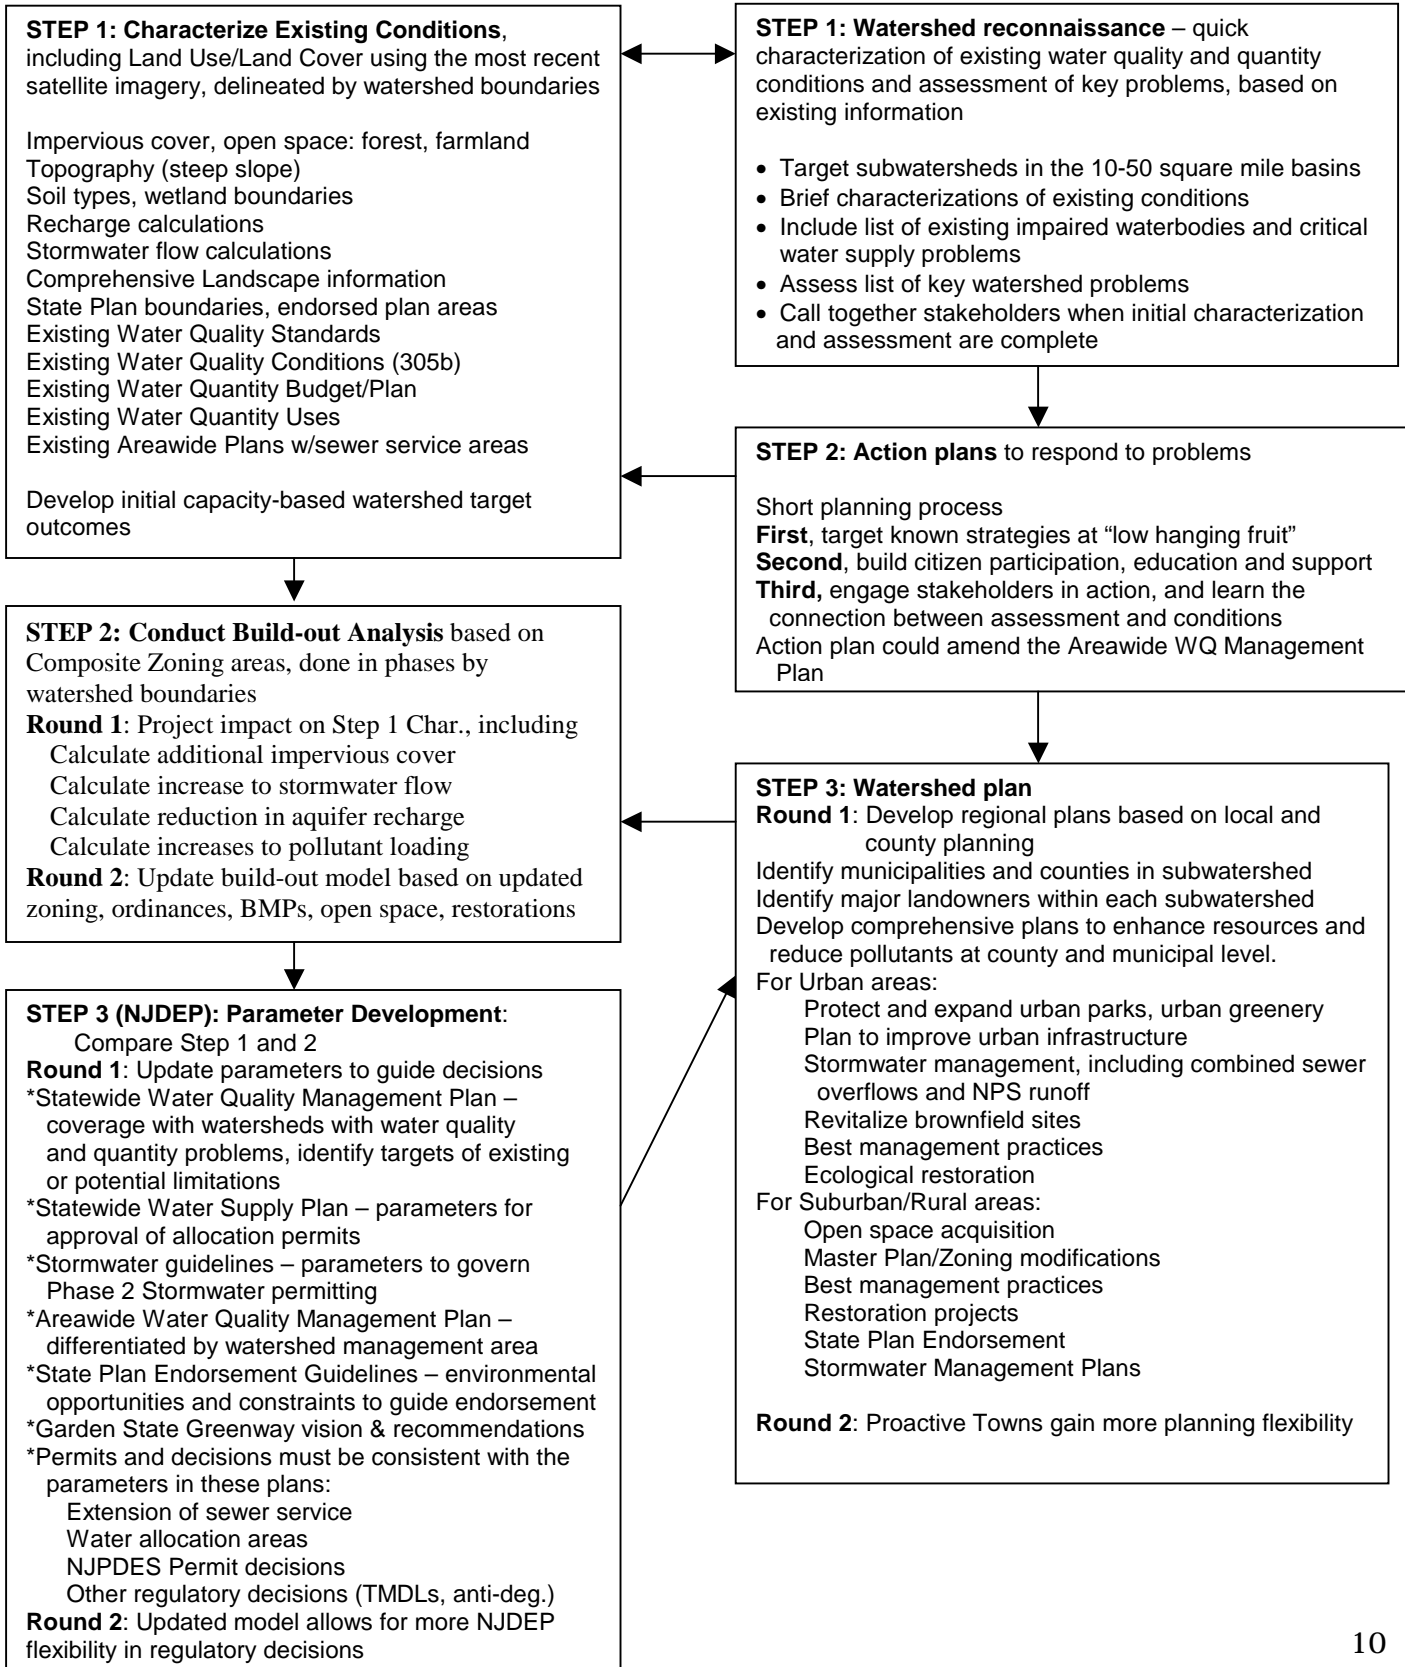 STEP 1: Characterize Existing Conditions,
including Land Use/Land Cover using the most recent
satellite imagery, delineated by watershed boundaries
Impervious cover, open space: forest, farmland
Topography (steep slope)
Soil types, wetland boundaries
Recharge calculations
Stormwater flow calculations
Comprehensive Landscape information
State Plan boundaries, endorsed plan areas
Existing Water Quality Standards
Existing Water Quality Conditions (305b)
Existing Water Quantity Budget/Plan
Existing Water Quantity Uses
Existing Areawide Plans w/sewer service areas
Develop initial capacity-based watershed target
outcomes
STEP 2: Conduct Build-out Analysis based on
Composite Zoning areas, done in phases by
watershed boundaries
Round 1: Project impact on Step 1 Char., including
Calculate additional impervious cover
Calculate increase to stormwater flow
Calculate reduction in aquifer recharge
Calculate increases to pollutant loading
Round 2: Update build-out model based on updated
zoning, ordinances, BMPs, open space, restorations
STEP 3 (NJDEP): Parameter Development:
Compare Step 1 and 2
Round 1: Update parameters to guide decisions
*Statewide Water Quality Management Plan –
coverage with watersheds with water quality
and quantity problems, identify targets of existing
or potential limitations
*Statewide Water Supply Plan – parameters for
approval of allocation permits
*Stormwater guidelines – parameters to govern
Phase 2 Stormwater permitting
*Areawide Water Quality Management Plan –
differentiated by watershed management area
*State Plan Endorsement Guidelines – environmental
opportunities and constraints to guide endorsement
*Garden State Greenway vision & recommendations
*Permits and decisions must be consistent with the
parameters in these plans:
Extension of sewer service
Water allocation areas
NJPDES Permit decisions
Other regulatory decisions (TMDLs, anti-deg.)
Round 2: Updated model allows for more NJDEP
flexibility in regulatory decisions
STEP 1: Watershed reconnaissance – quick
characterization of existing water quality and quantity
conditions and assessment of key problems, based on
existing information
• Target subwatersheds in the 10-50 square mile basins
• Brief characterizations of existing conditions
• Include list of existing impaired waterbodies and critical
water supply problems
• Assess list of key watershed problems
• Call together stakeholders when initial characterization
and assessment are complete
STEP 2: Action plans to respond to problems
Short planning process
First, target known strategies at “low hanging fruit”
Second, build citizen participation, education and support
Third, engage stakeholders in action, and learn the
connection between assessment and conditions
Action plan could amend the Areawide WQ Management
Plan
STEP 3: Watershed plan
Round 1: Develop regional plans based on local and
county planning
Identify municipalities and counties in subwatershed
Identify major landowners within each subwatershed
Develop comprehensive plans to enhance resources and
reduce pollutants at county and municipal level.
For Urban areas:
Protect and expand urban parks, urban greenery
Plan to improve urban infrastructure
Stormwater management, including combined sewer
overflows and NPS runoff
Revitalize brownfield sites
Best management practices
Ecological restoration
For Suburban/Rural areas:
Open space acquisition
Master Plan/Zoning modifications
Best management practices
Restoration projects
State Plan Endorsement
Stormwater Management Plans
Round 2: Proactive Towns gain more planning flexibility
10